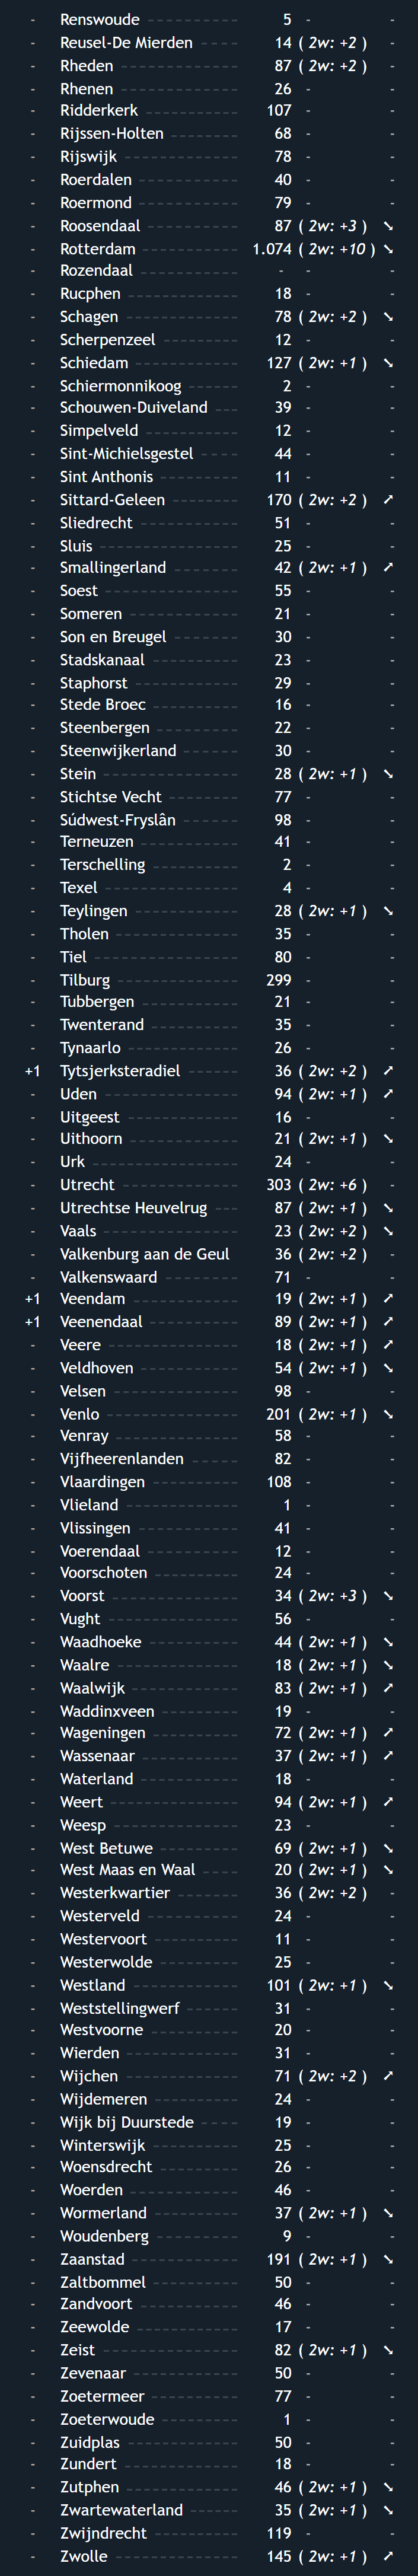 - Renswoude 5 - -
- Reusel-De Mierden 14 ( 2w: +2 ) -
- Rheden 87 ( 2w: +2 ) -
- Rhenen 26 - -
- Ridderkerk 107 - -
- Rijssen-Holten 68 - -
- Rijswijk 78 - -
- Roerdalen 40 - -
- Roermond 79 - -
- Roosendaal 87 ( 2w: +3 ) ➘
- Rotterdam 1.074 ( 2w: +10 ) ➘
- Rozendaal - - -
- Rucphen 18 - -
- Schagen 78 ( 2w: +2 ) ➘
- Scherpenzeel 12 - -
- Schiedam 127 ( 2w: +1 ) ➘
- Schiermonnikoog 2 - -
- Schouwen-Duiveland 39 - -
- Simpelveld 12 - -
- Sint-Michielsgestel 44 - -
- Sint Anthonis 11 - -
- Sittard-Geleen 170 ( 2w: +2 ) ➚
- Sliedrecht 51 - -
- Sluis 25 - -
- Smallingerland 42 ( 2w: +1 ) ➚
- Soest 55 - -
- Someren 21 - -
- Son en Breugel 30 - -
- Stadskanaal 23 - -
- Staphorst 29 - -
- Stede Broec 16 - -
- Steenbergen 22 - -
- Steenwijkerland 30 - -
- Stein 28 ( 2w: +1 ) ➘
- Stichtse Vecht 77 - -
- Súdwest-Fryslân 98 - -
- Terneuzen 41 - -
- Terschelling 2 - -
- Texel 4 - -
- Teylingen 28 ( 2w: +1 ) ➘
- Tholen 35 - -
- Tiel 80 - -
- Tilburg 299 - -
- Tubbergen 21 - -
- Twenterand 35 - -
- Tynaarlo 26 - -
+1 Tytsjerksteradiel 36 ( 2w: +2 ) ➚
- Uden 94 ( 2w: +1 ) ➚
- Uitgeest 16 - -
- Uithoorn 21 ( 2w: +1 ) ➘
- Urk 24 - -
- Utrecht 303 ( 2w: +6 ) -
- Utrechtse Heuvelrug 87 ( 2w: +1 ) ➘
- Vaals 23 ( 2w: +2 ) ➘
- Valkenburg aan de Geul 36 ( 2w: +2 ) -
- Valkenswaard 71 - -
+1 Veendam 19 ( 2w: +1 ) ➚
+1 Veenendaal 89 ( 2w: +1 ) ➚
- Veere 18 ( 2w: +1 ) ➚
- Veldhoven 54 ( 2w: +1 ) ➘
- Velsen 98 - -
- Venlo 201 ( 2w: +1 ) ➘
- Venray 58 - -
- Vijfheerenlanden 82 - -
- Vlaardingen 108 - -
- Vlieland 1 - -
- Vlissingen 41 - -
- Voerendaal 12 - -
- Voorschoten 24 - -
- Voorst 34 ( 2w: +3 ) ➘
- Vught 56 - -
- Waadhoeke 44 ( 2w: +1 ) ➘
- Waalre 18 ( 2w: +1 ) ➘
- Waalwijk 83 ( 2w: +1 ) ➚
- Waddinxveen 19 - -
- Wageningen 72 ( 2w: +1 ) ➚
- Wassenaar 37 ( 2w: +1 ) ➚
- Waterland 18 - -
- Weert 94 ( 2w: +1 ) ➚
- Weesp 23 - -
- West Betuwe 69 ( 2w: +1 ) ➘
- West Maas en Waal 20 ( 2w: +1 ) ➘
- Westerkwartier 36 ( 2w: +2 ) -
- Westerveld 24 - -
- Westervoort 11 - -
- Westerwolde 25 - -
- Westland 101 ( 2w: +1 ) ➘
- Weststellingwerf 31 - -
- Westvoorne 20 - -
- Wierden 31 - -
- Wijchen 71 ( 2w: +2 ) ➚
- Wijdemeren 24 - -
- Wijk bij Duurstede 19 - -
- Winterswijk 25 - -
- Woensdrecht 26 - -
- Woerden 46 - -
- Wormerland 37 ( 2w: +1 ) ➘
- Woudenberg 9 - -
- Zaanstad 191 ( 2w: +1 ) ➘
- Zaltbommel 50 - -
- Zandvoort 46 - -
- Zeewolde 17 - -
- Zeist 82 ( 2w: +1 ) ➘
- Zevenaar 50 - -
- Zoetermeer 77 - -
- Zoeterwoude 1 - -
- Zuidplas 50 - -
- Zundert 18 - -
- Zutphen 46 ( 2w: +1 ) ➘
- Zwartewaterland 35 ( 2w: +1 ) ➘
- Zwijndrecht 119 - -
- Zwolle 145 ( 2w: +1 ) ➚